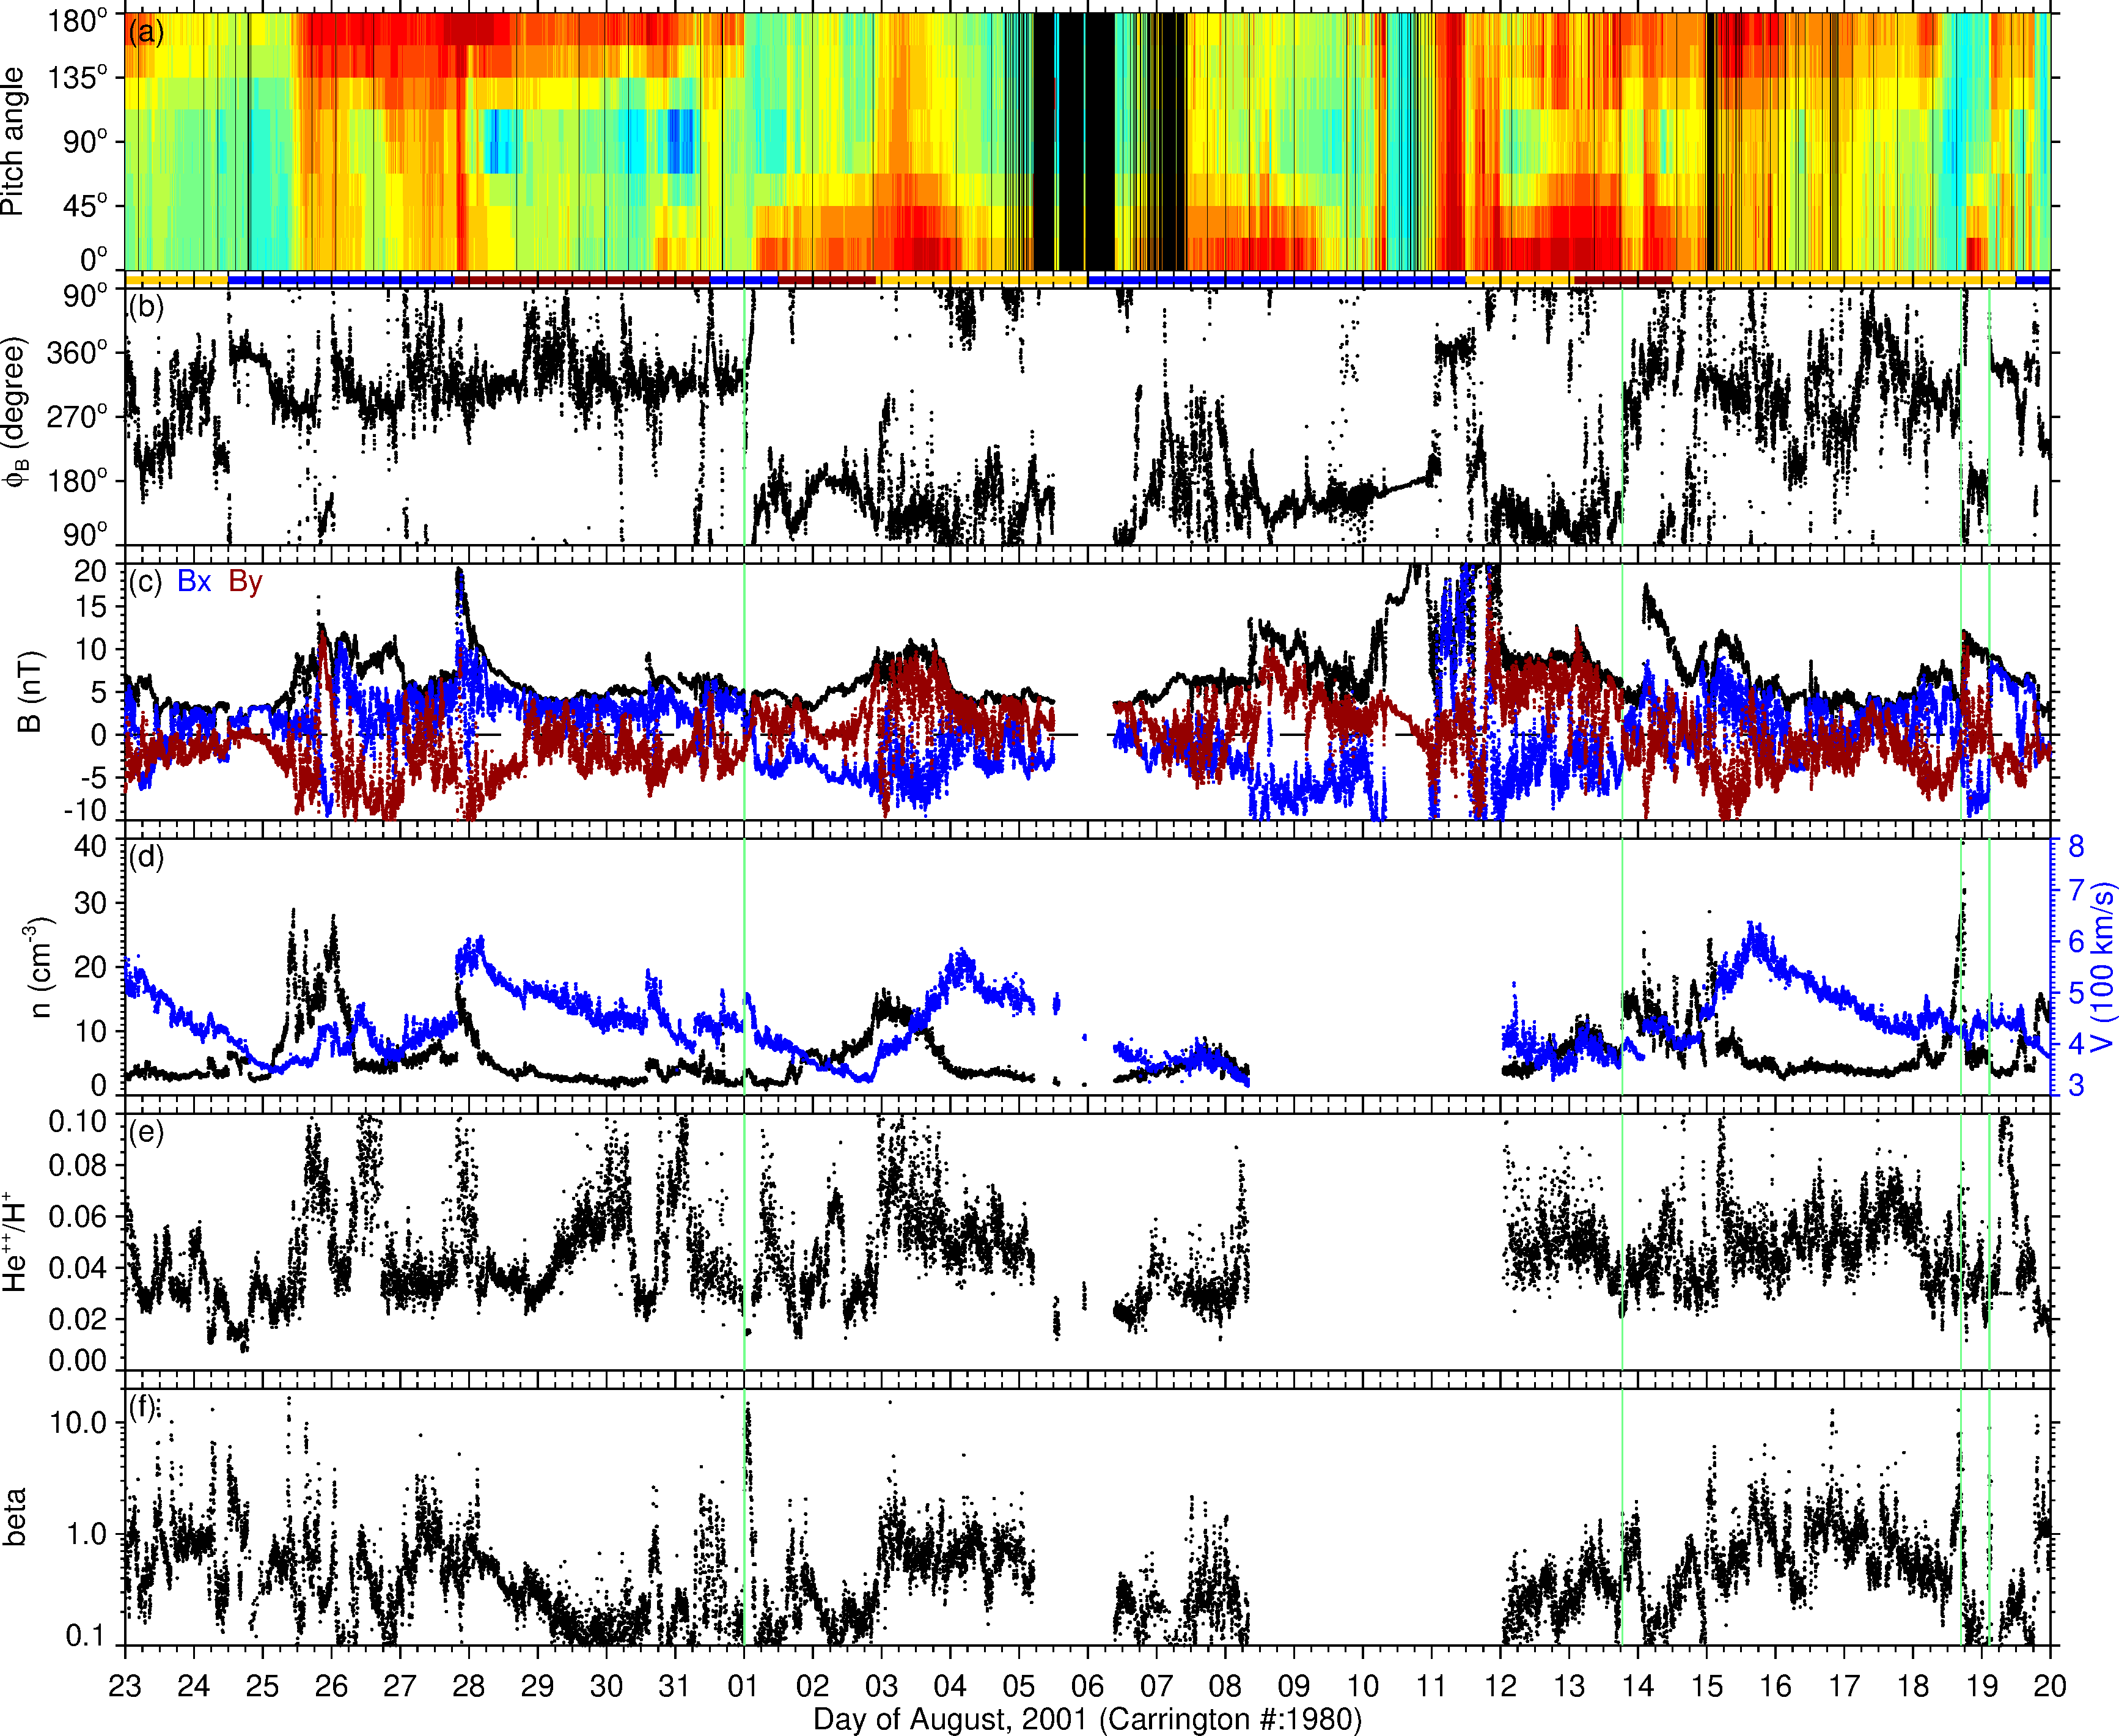 (a)
180°
135°
90°
45°
0°
Pitch angle
(b)
90°
360°
270°
180°
90°
ϕB (degree)
(c) Bx By
20
15
10
5
0
-5
-10
B (nT)
(d)
40
30
20
10
0
n (cm-3)
8
7
6
5
4
3
V (100 km/s)
(e)
0.10
0.08
0.06
0.04
0.02
0.00
He++/H+
(f)
10.0
1.0
0.1
beta
23 24 25 26 27 28 29 30 31 01 02 03 04 05 06 07 08 09 10 11 12 13 14 15 16 17 18 19 20
Day of August, 2001 (Carrington #:1980)